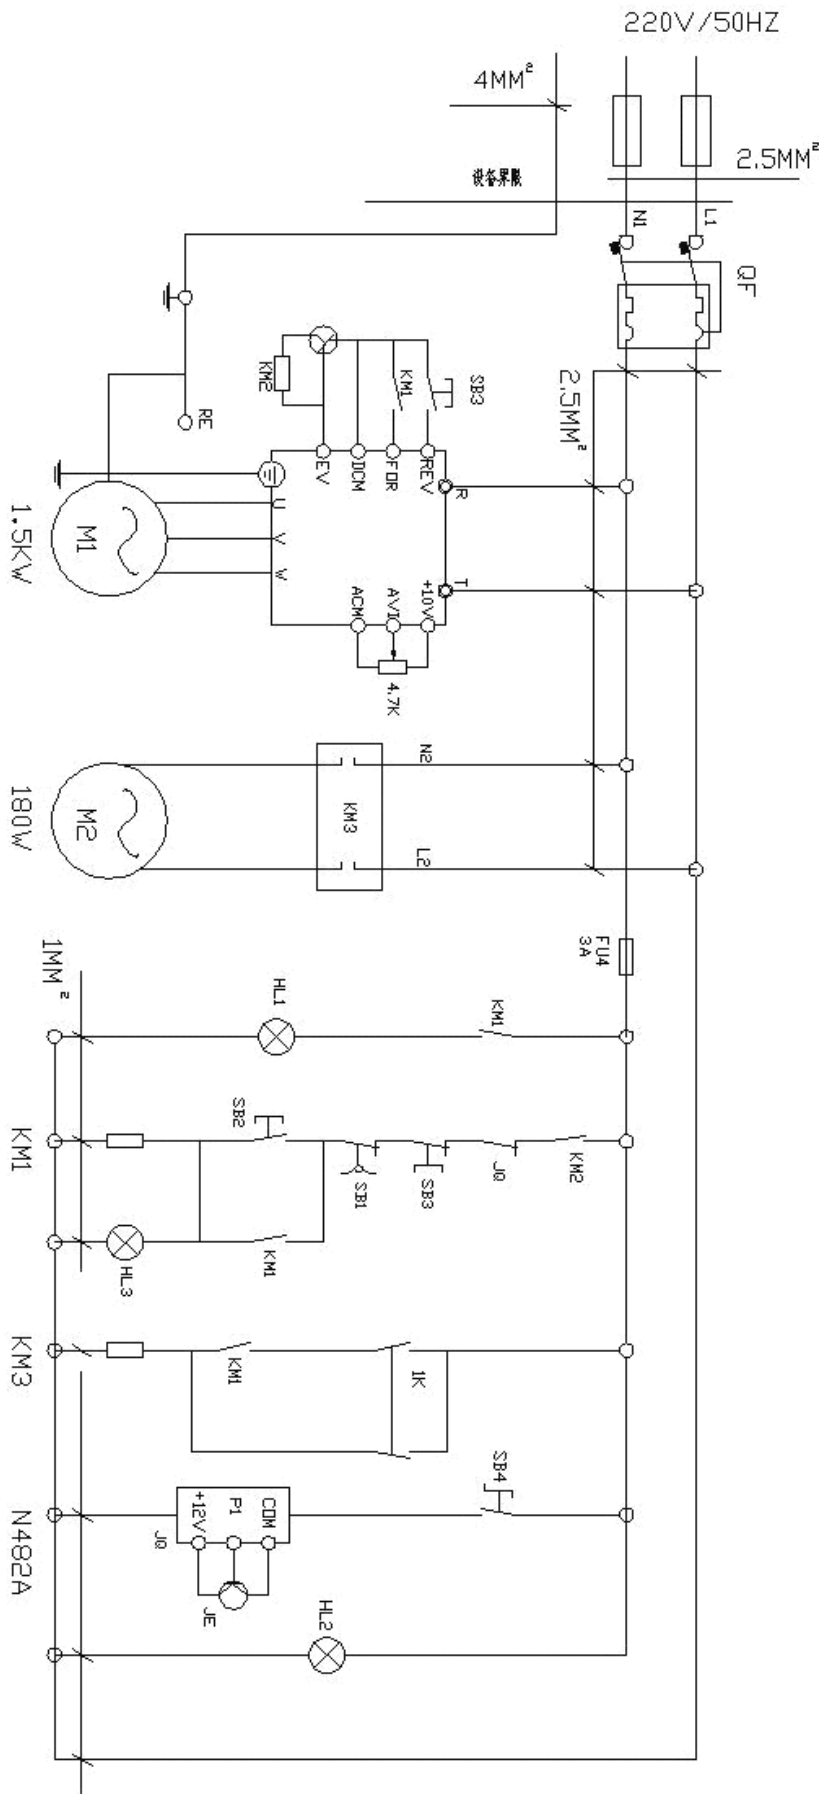 220V/50HZ
4MM²
2.5MM²
设备界限
N1
L1
QF
2.5MM²
KM2
KM1
SB3
RE
EV
DCM
FOR
REV
R
U
V
W
M1
1.5KW
T
ACM
AVI
+10V
4.7K
N2
KM3
L2
M2
180W
FU4
3A
1MM²
HL1
KM1
SB2
KM1
SB1
SB3
JQ
KM2
HL3
KM1
KM3
KM1
1K
SB4
+12V
P1
COM
JQ
JE
N482A
HL2